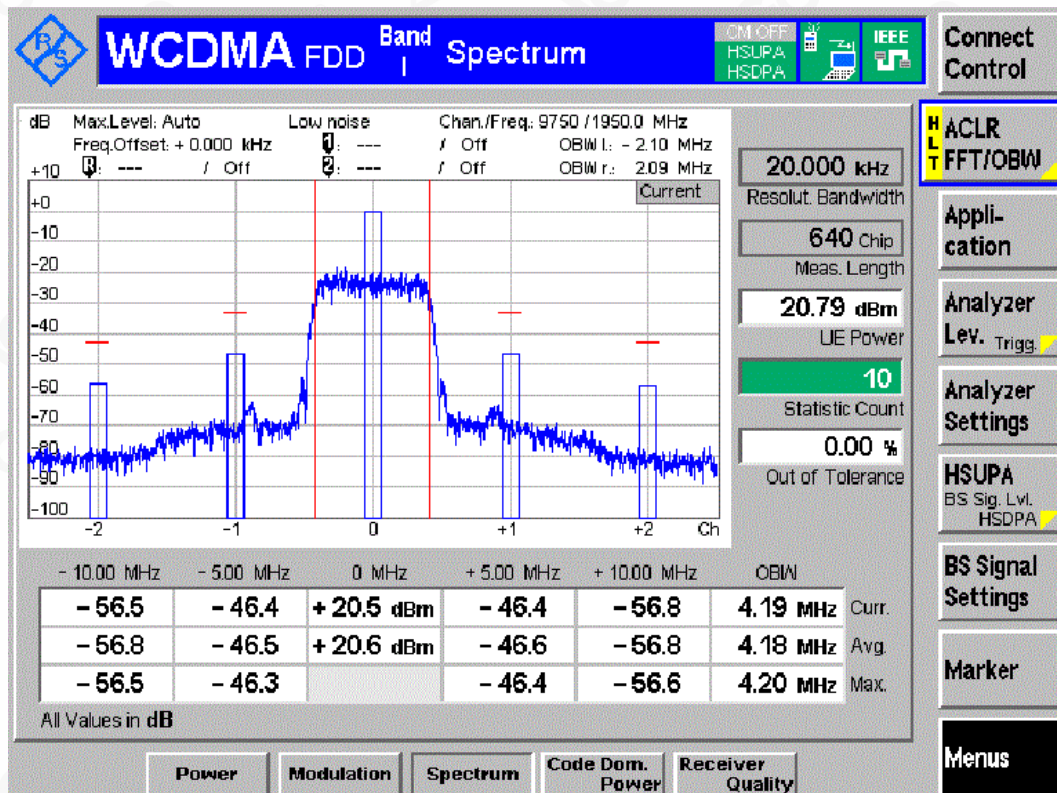 R/S
WCDMA FDD Band I Spectrum
CM OFF
HSUPA
HSDPA
IEEE
Connect
Control
dB Max.Level: Auto Low noise Chan./Freq.: 9750 / 1950.0 MHz
Freq.Offset: + 0.000 kHz 1: --- / Off OBW l.: - 2.10 MHz
R: --- / Off 2: --- / Off OBW r.: 2.09 MHz
Current
+10
+0
-10
-20
-30
-40
-50
-60
-70
-80
-90
-100
-2 -1 0 +1 +2 Ch
20.000 kHz
Resolut. Bandwidth
640 Chip
Meas. Length
20.79 dBm
UE Power
10
Statistic Count
0.00 %
Out of Tolerance
- 10.00 MHz - 5.00 MHz 0 MHz + 5.00 MHz + 10.00 MHz OBW
- 56.5 - 46.4 + 20.5 dBm - 46.4 - 56.8 4.19 MHz Curr.
- 56.8 - 46.5 + 20.6 dBm - 46.6 - 56.8 4.18 MHz Avg.
- 56.5 - 46.3 - 46.4 - 56.6 4.20 MHz Max.
All Values in dB
Power
Modulation
Spectrum
Code Dom.
Power
Receiver
Quality
HLT
ACLR
FFT/OBW
Appli-
cation
Analyzer
Lev. Trigg.
Analyzer
Settings
HSUPA
BS Sig. Lvl.
HSDPA
BS Signal
Settings
Marker
Menus